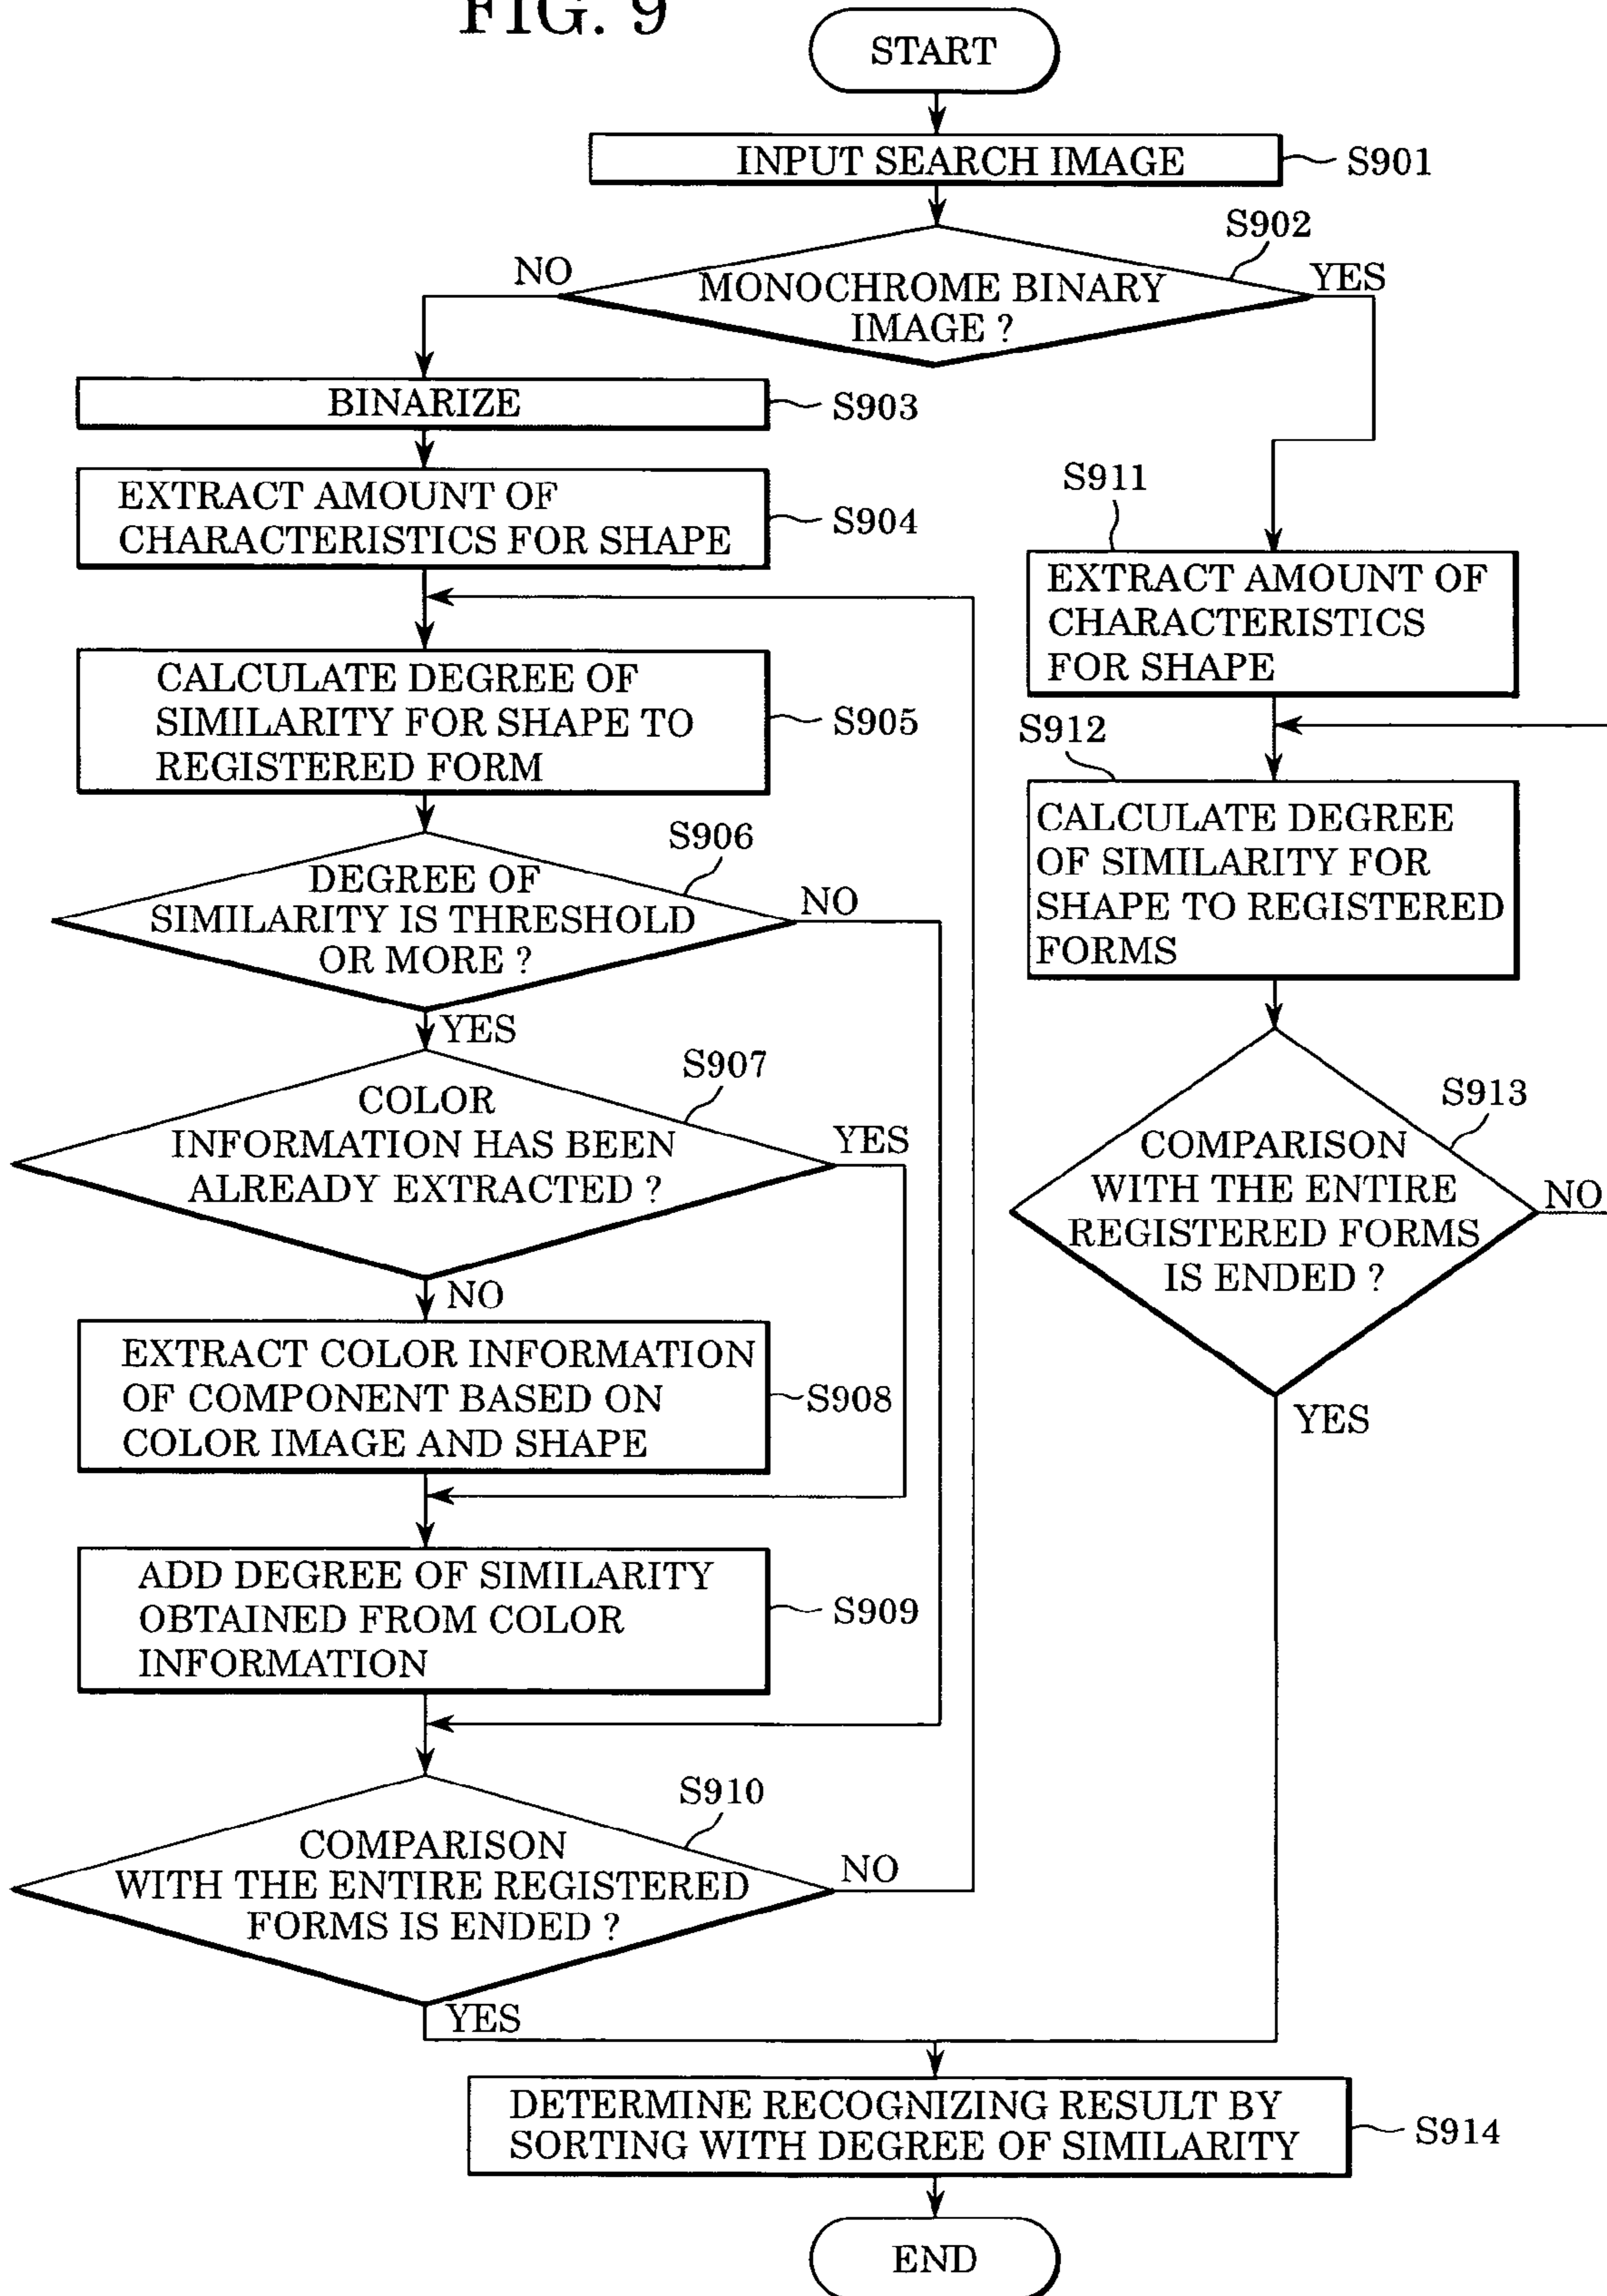 FIG. 9
START
INPUT SEARCH IMAGE
S901
S902
NO
MONOCHROME BINARY
IMAGE ?
YES
BINARIZE
S903
EXTRACT AMOUNT OF
CHARACTERISTICS FOR SHAPE
S904
CALCULATE DEGREE OF
SIMILARITY FOR SHAPE TO
REGISTERED FORM
S905
S906
DEGREE OF
SIMILARITY IS THRESHOLD
OR MORE ?
NO
YES
S907
COLOR
INFORMATION HAS BEEN
ALREADY EXTRACTED ?
YES
NO
EXTRACT COLOR INFORMATION
OF COMPONENT BASED ON
COLOR IMAGE AND SHAPE
S908
ADD DEGREE OF SIMILARITY
OBTAINED FROM COLOR
INFORMATION
S909
S910
COMPARISON
WITH THE ENTIRE REGISTERED
FORMS IS ENDED ?
NO
YES
S911
EXTRACT AMOUNT OF
CHARACTERISTICS
FOR SHAPE
S912
CALCULATE DEGREE
OF SIMILARITY FOR
SHAPE TO REGISTERED
FORMS
S913
COMPARISON
WITH THE ENTIRE
REGISTERED FORMS
IS ENDED ?
NO
YES
DETERMINE RECOGNIZING RESULT BY
SORTING WITH DEGREE OF SIMILARITY
S914
END